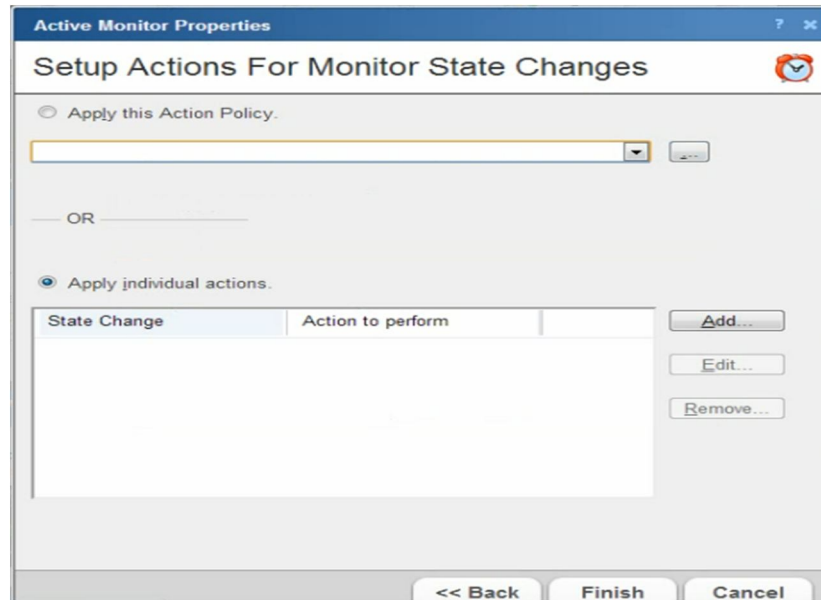 Active Monitor Properties
Setup Actions For Monitor State Changes
Apply this Action Policy.
...
OR
Apply individual actions.
State Change Action to perform
Add...
Edit...
Remove...
<< Back Finish Cancel